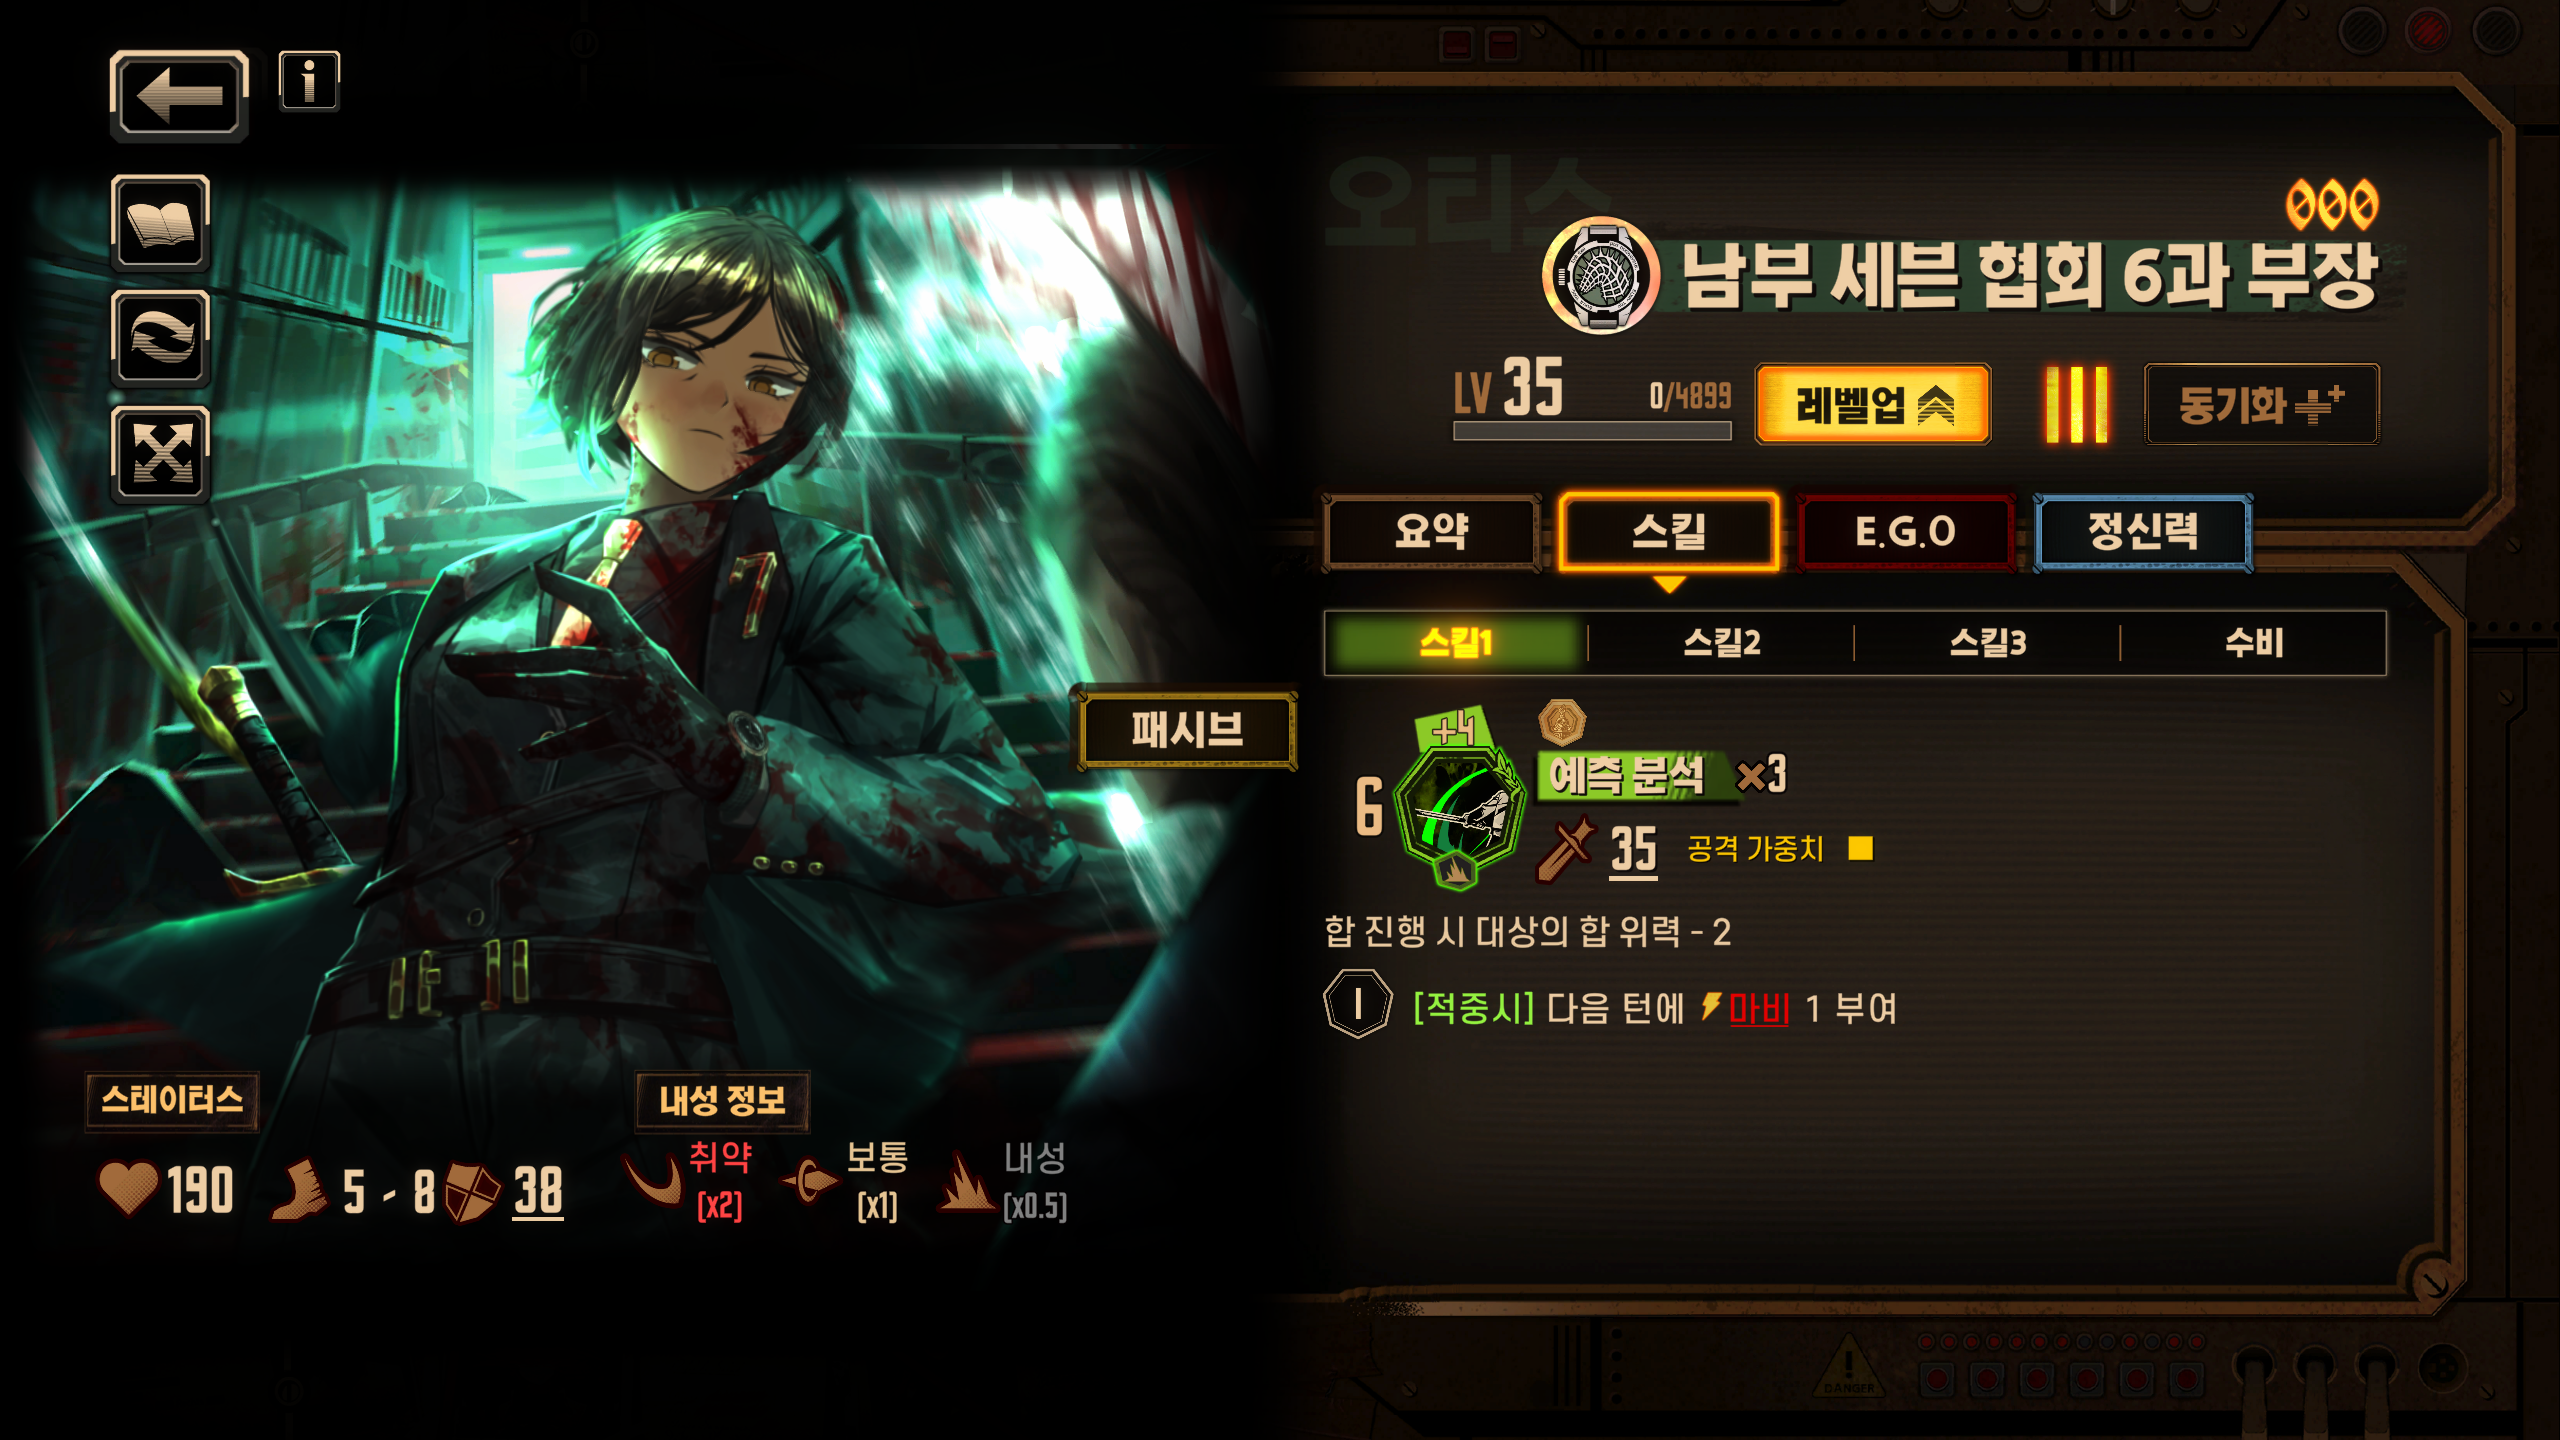 오티스
남부 세븐 협회 6과 부장
LV 35
0/4899
레벨업
동기화
요약
스킬
E.G.O
정신력
스킬1
스킬2
스킬3
수비
패시브
+4
6
예측 분석 ×3
35 공격 가중치
합 진행 시 대상의 합 위력 - 2
I [적중시] 다음 턴에 마비 1 부여
스테이터스
190
5 - 8
38
내성 정보
취약
[x2]
보통
[x1]
내성
[x0.5]
DANGER